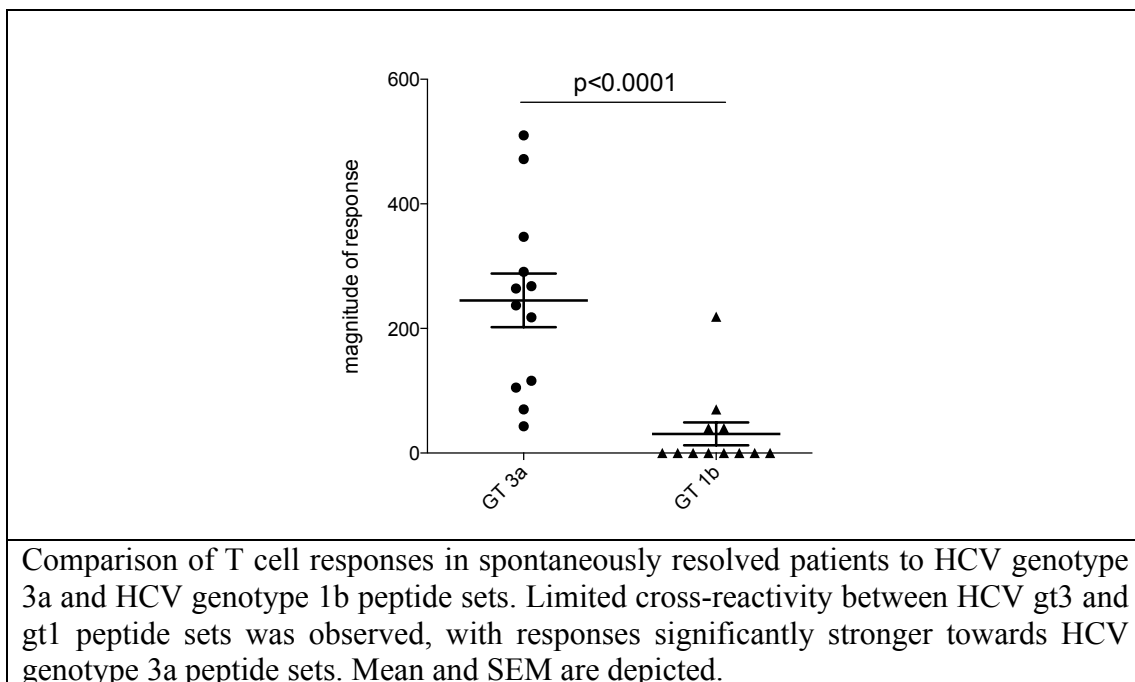 600
p<0.0001
400
magnitude of response
200
0
GT 3a
GT 1b
Comparison of T cell responses in spontaneously resolved patients to HCV genotype
3a and HCV genotype 1b peptide sets. Limited cross-reactivity between HCV gt3 and
gt1 peptide sets was observed, with responses significantly stronger towards HCV
genotype 3a peptide sets. Mean and SEM are depicted.